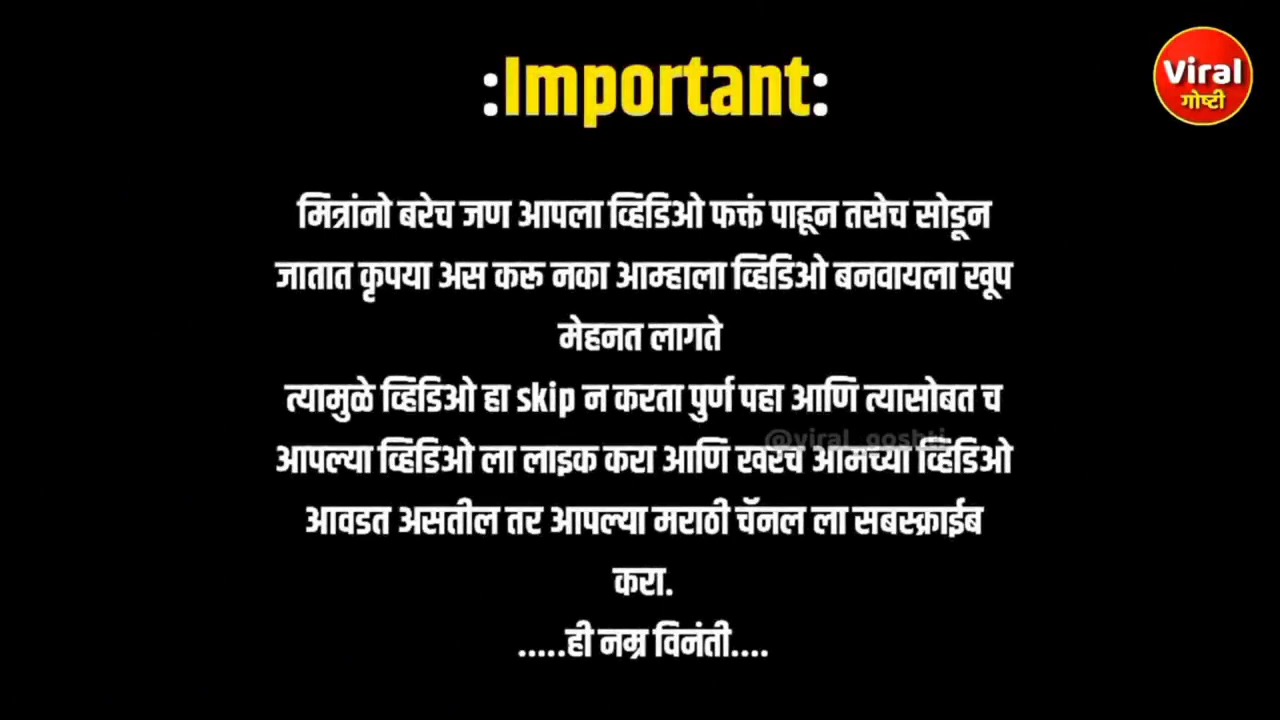 :Important:
Viral
गोष्टी
मित्रांनो बरेच जण आपला व्हिडिओ फक्तं पाहून तसेच सोडून
जातात कृपया अस करू नका आम्हाला व्हिडिओ बनवायला खूप
मेहनत लागते
त्यामुळे व्हिडिओ हा skip न करता पुर्ण पहा आणि त्यासोबत च
@viral_goshti
आपल्या व्हिडिओ ला लाइक करा आणि खरच आमच्या व्हिडिओ
आवडत असतील तर आपल्या मराठी चॅनल ला सबस्क्राईब
करा.
.....ही नम्र विनंती....